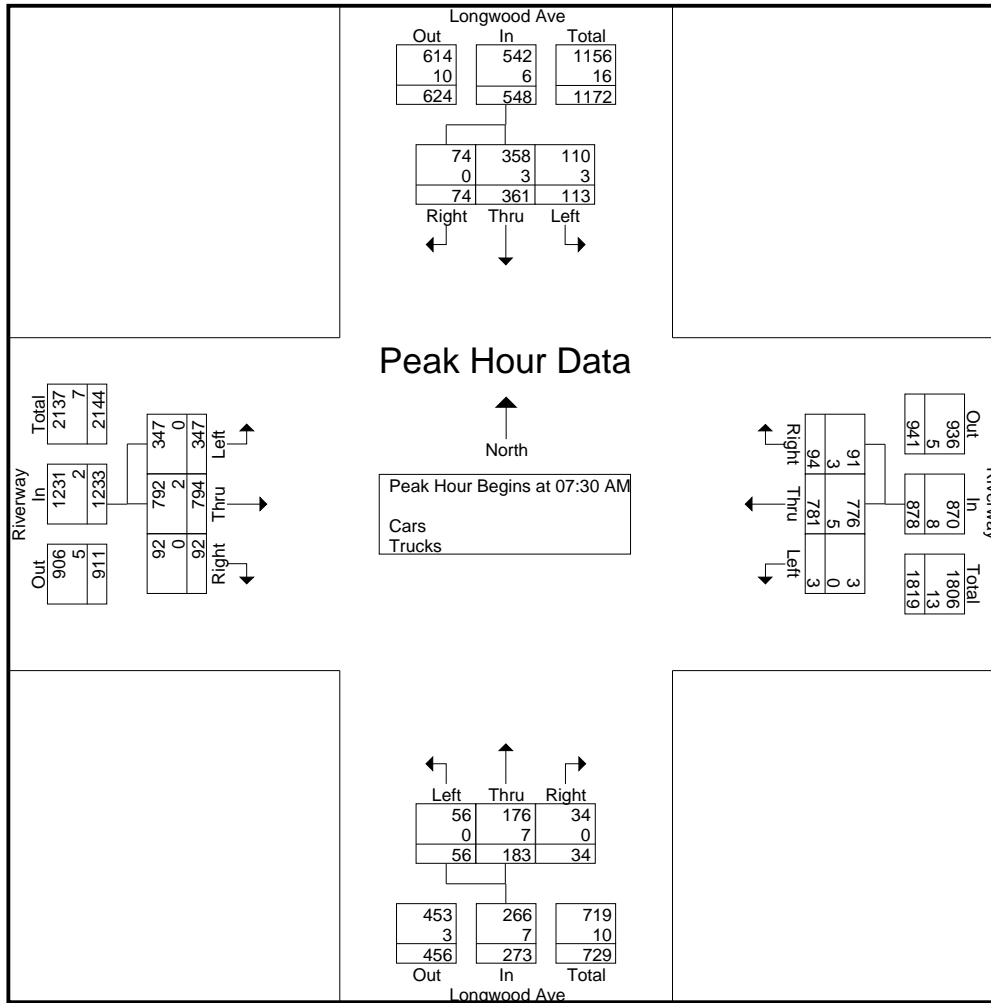 Longwood Ave
Out In Total
614 542 1156
10 6 16
624 548 1172
74 358 110
0 3 3
74 361 113
Right Thru Left
Peak Hour Data
North
Peak Hour Begins at 07:30 AM
Cars
Trucks
Riverway
Total In Out
2137 1231 906
7 2 5
2144 1233 911
347 792 92
0 2 0
347 794 92
Left Thru Right
Riverway
Out In Total
936 870 1806
5 8 13
941 878 1819
91 776 3
3 5 0
94 781 3
Right Thru Left
Left Thru Right
56 176 34
0 7 0
56 183 34
453 266 719
3 7 10
456 273 729
Out In Total
Longwood Ave